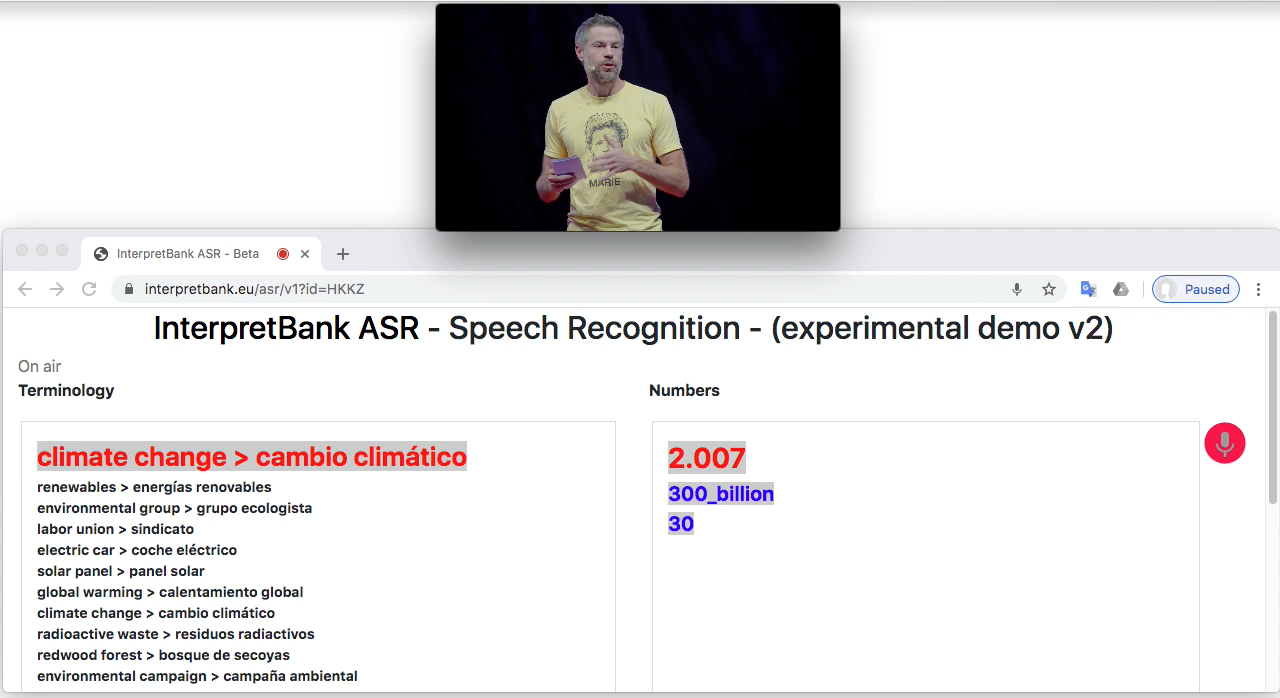 MARIE
InterpretBank ASR - Beta
interpretbank.eu/asr/v1?id=HKKZ
Paused
InterpretBank ASR - Speech Recognition - (experimental demo v2)
On air
Terminology
Numbers
climate change > cambio climático
renewables > energías renovables
environmental group > grupo ecologista
labor union > sindicato
electric car > coche eléctrico
solar panel > panel solar
global warming > calentamiento global
climate change > cambio climático
radioactive waste > residuos radiactivos
redwood forest > bosque de secoyas
environmental campaign > campaña ambiental
2.007
300_billion
30